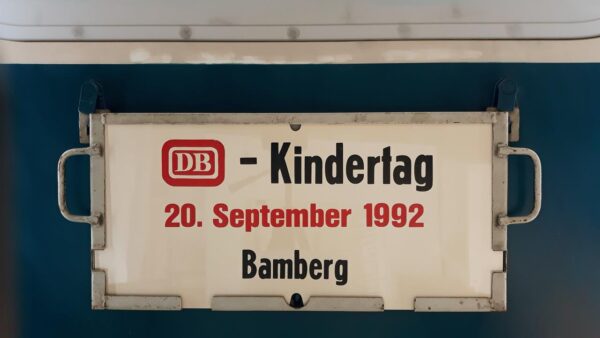 DB - Kindertag
20. September 1992
Bamberg